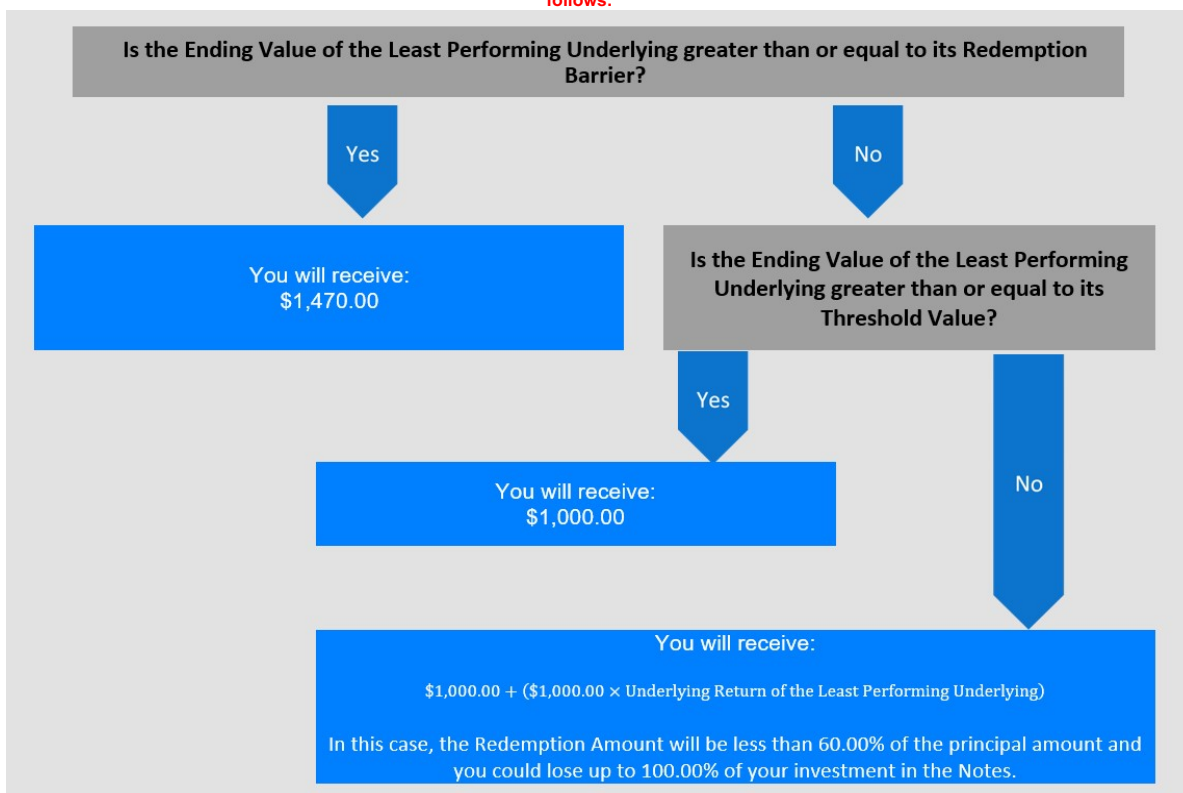 follows:
Is the Ending Value of the Least Performing Underlying greater than or equal to its Redemption
Barrier?
Yes
No
You will receive:
$1,470.00
Is the Ending Value of the Least Performing
Underlying greater than or equal to its
Threshold Value?
Yes
No
You will receive:
$1,000.00
You will receive:
$1,000.00 + ($1,000.00 × Underlying Return of the Least Performing Underlying)
In this case, the Redemption Amount will be less than 60.00% of the principal amount and
you could lose up to 100.00% of your investment in the Notes.